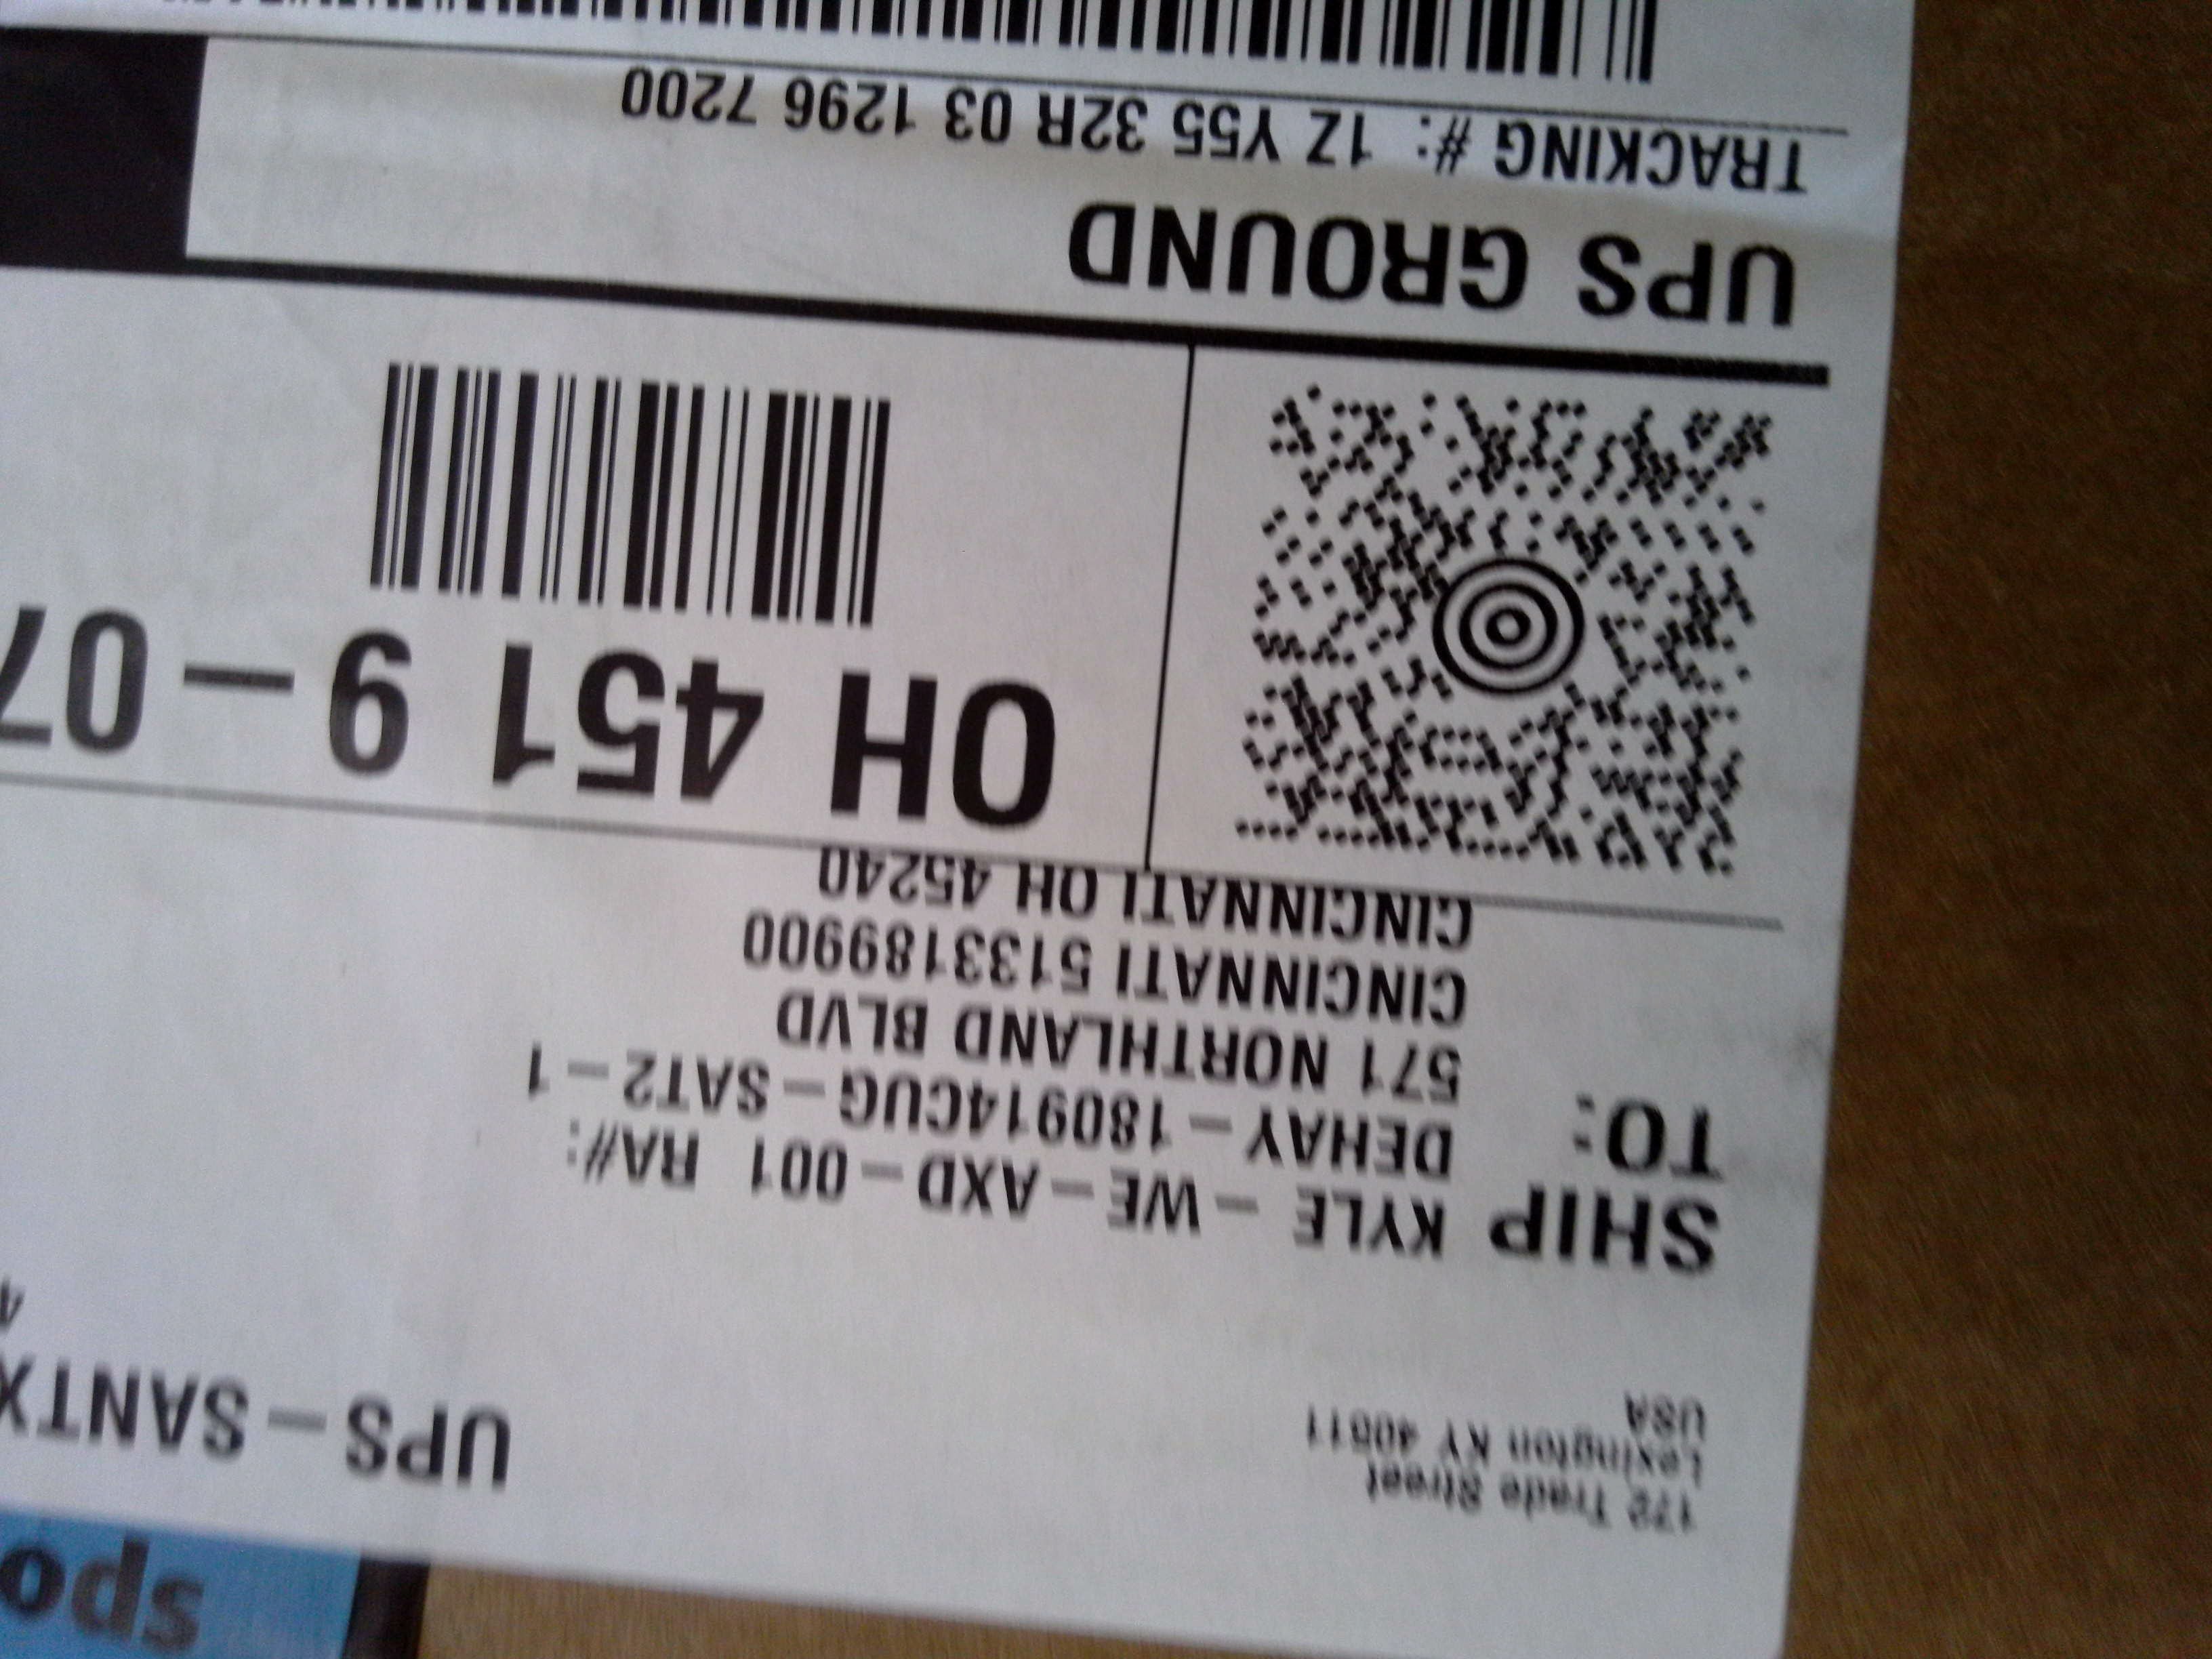 172 Trade Street
Lexington KY 40511
USA
UPS - SANTX
4
SHIP TO:
KYLE - WE - AXD - 001 RA#:
DEHAY - 180914CUG - SAT2 - 1
571 NORTHLAND BLVD
CINCINNATI 5133189900
CINCINNATI OH 45240
OH 451 9 - 07
UPS GROUND
TRACKING #: 1Z Y55 32R 03 1296 7200